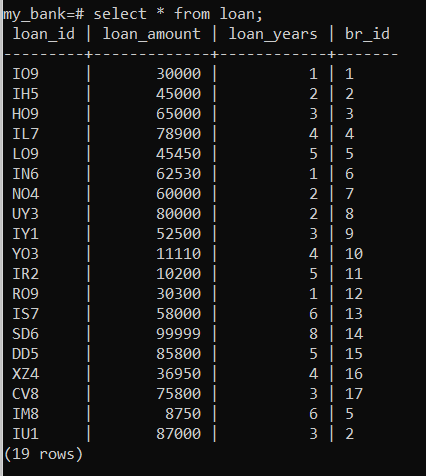 my_bank=# select * from loan;
 loan_id | loan_amount | loan_years | br_id
---------+-------------+------------+-------
 IO9     |       30000 |          1 | 1
 IH5     |       45000 |          2 | 2
 HO9     |       65000 |          3 | 3
 IL7     |       78900 |          4 | 4
 LO9     |       45450 |          5 | 5
 IN6     |       62530 |          1 | 6
 NO4     |       60000 |          2 | 7
 UY3     |       80000 |          2 | 8
 IY1     |       52500 |          3 | 9
 YO3     |       11110 |          4 | 10
 IR2     |       10200 |          5 | 11
 RO9     |       30300 |          1 | 12
 IS7     |       58000 |          6 | 13
 SD6     |       99999 |          8 | 14
 DD5     |       85800 |          5 | 15
 XZ4     |       36950 |          4 | 16
 CV8     |       75800 |          3 | 17
 IM8     |        8750 |          6 | 5
 IU1     |       87000 |          3 | 2
(19 rows)